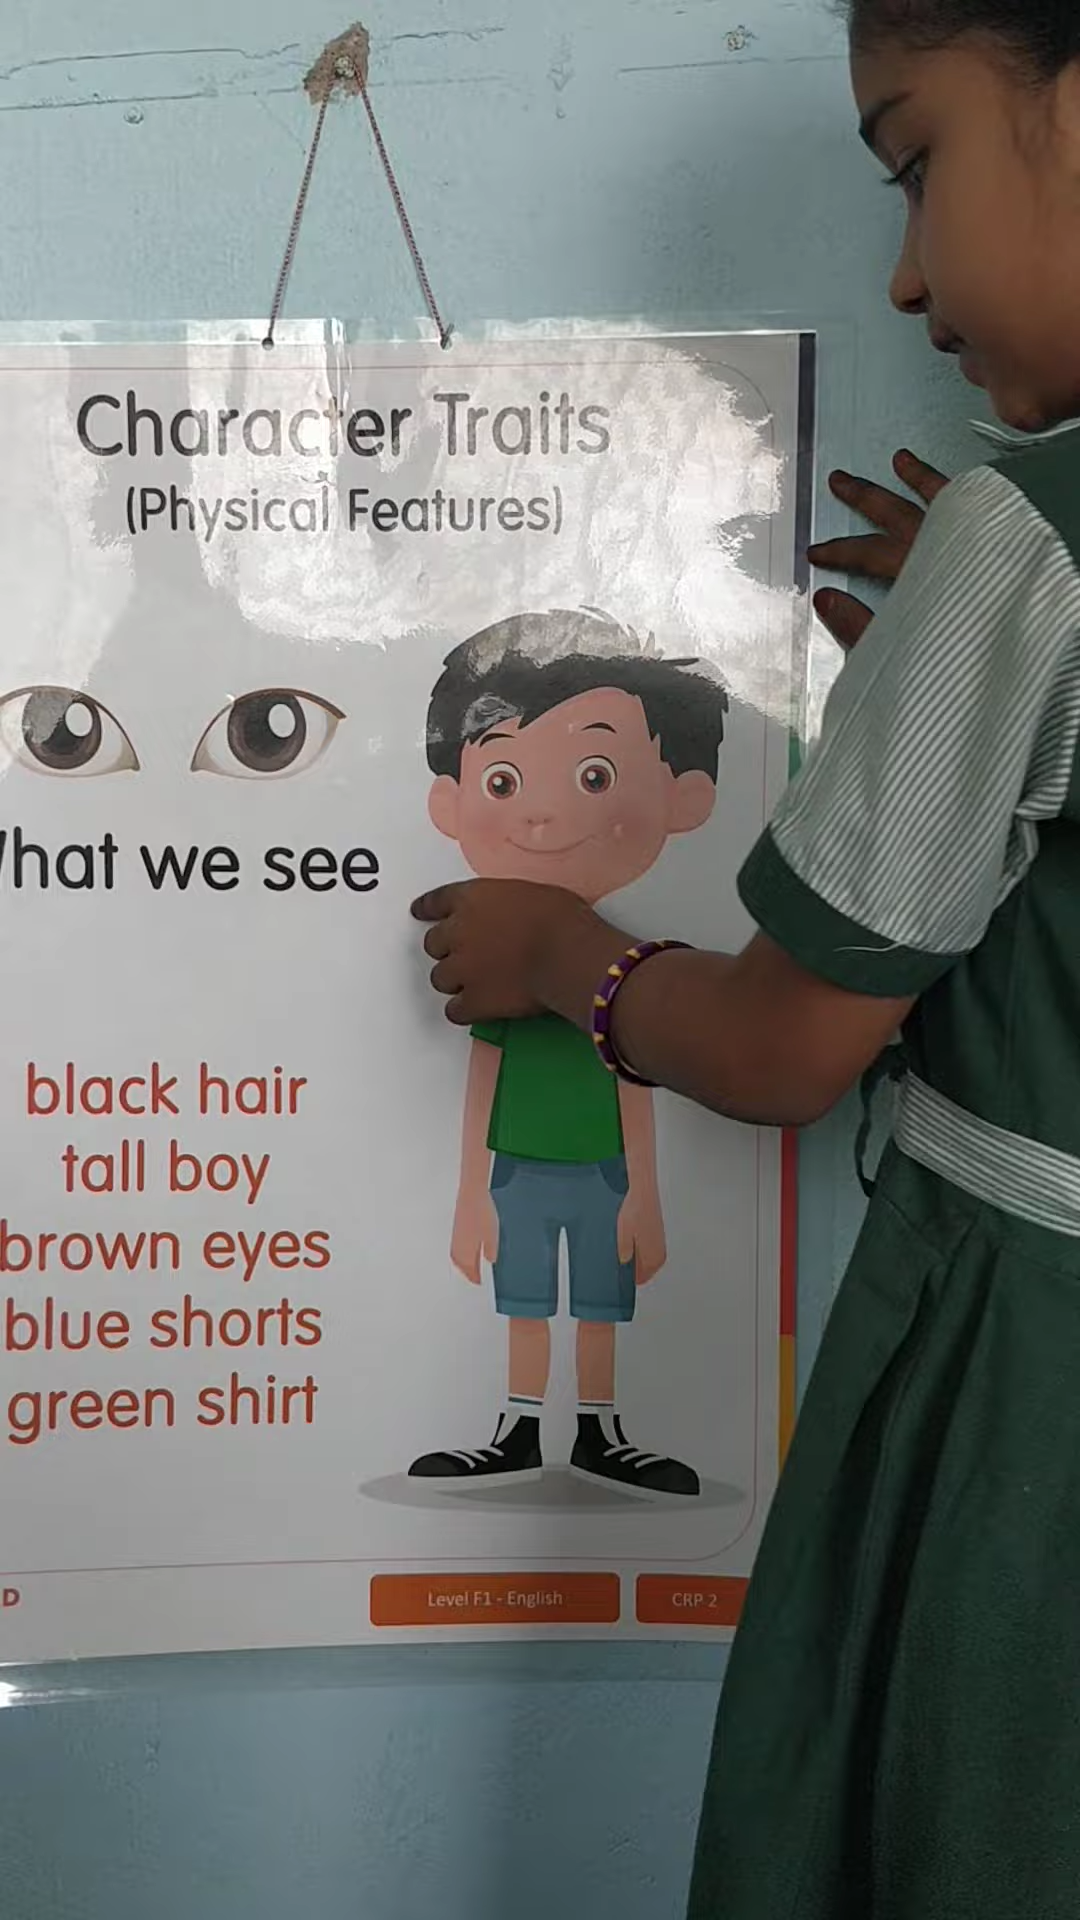 Character Traits
(Physical Features)
What we see
black hair
tall boy
brown eyes
blue shorts
green shirt
D
Level F1 - English
CRP 2